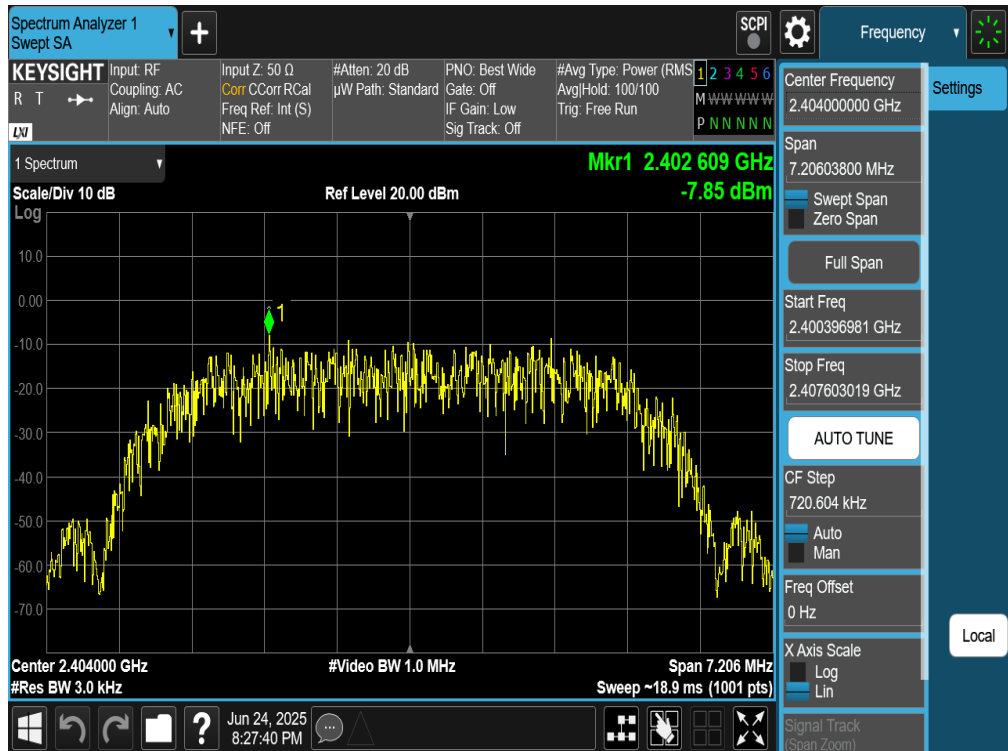 Spectrum Analyzer 1
Swept SA
+
SCPI
Frequency
KEYSIGHT
R T
LXI
Input: RF
Coupling: AC
Align: Auto
Input Z: 50 Ω
Corr CCorr RCal
Freq Ref: Int (S)
NFE: Off
#Atten: 20 dB
µW Path: Standard
PNO: Best Wide
Gate: Off
IF Gain: Low
Sig Track: Off
#Avg Type: Power (RMS
Avg|Hold: 100/100
Trig: Free Run
1 2 3 4 5 6
M W W W W W
P N N N N N
1 Spectrum
Mkr1 2.402 609 GHz
-7.85 dBm
Scale/Div 10 dB
Ref Level 20.00 dBm
Log
10.0
0.00
-10.0
-20.0
-30.0
-40.0
-50.0
-60.0
-70.0
1
Center 2.404000 GHz
#Video BW 1.0 MHz
Span 7.206 MHz
#Res BW 3.0 kHz
Sweep ~18.9 ms (1001 pts)
Center Frequency
2.404000000 GHz
Span
7.20603800 MHz
Swept Span
Zero Span
Full Span
Start Freq
2.400396981 GHz
Stop Freq
2.407603019 GHz
AUTO TUNE
CF Step
720.604 kHz
Auto
Man
Freq Offset
0 Hz
X Axis Scale
Log
Lin
Signal Track
(Span Zoom)
Settings
Local
?
Jun 24, 2025
8:27:40 PM